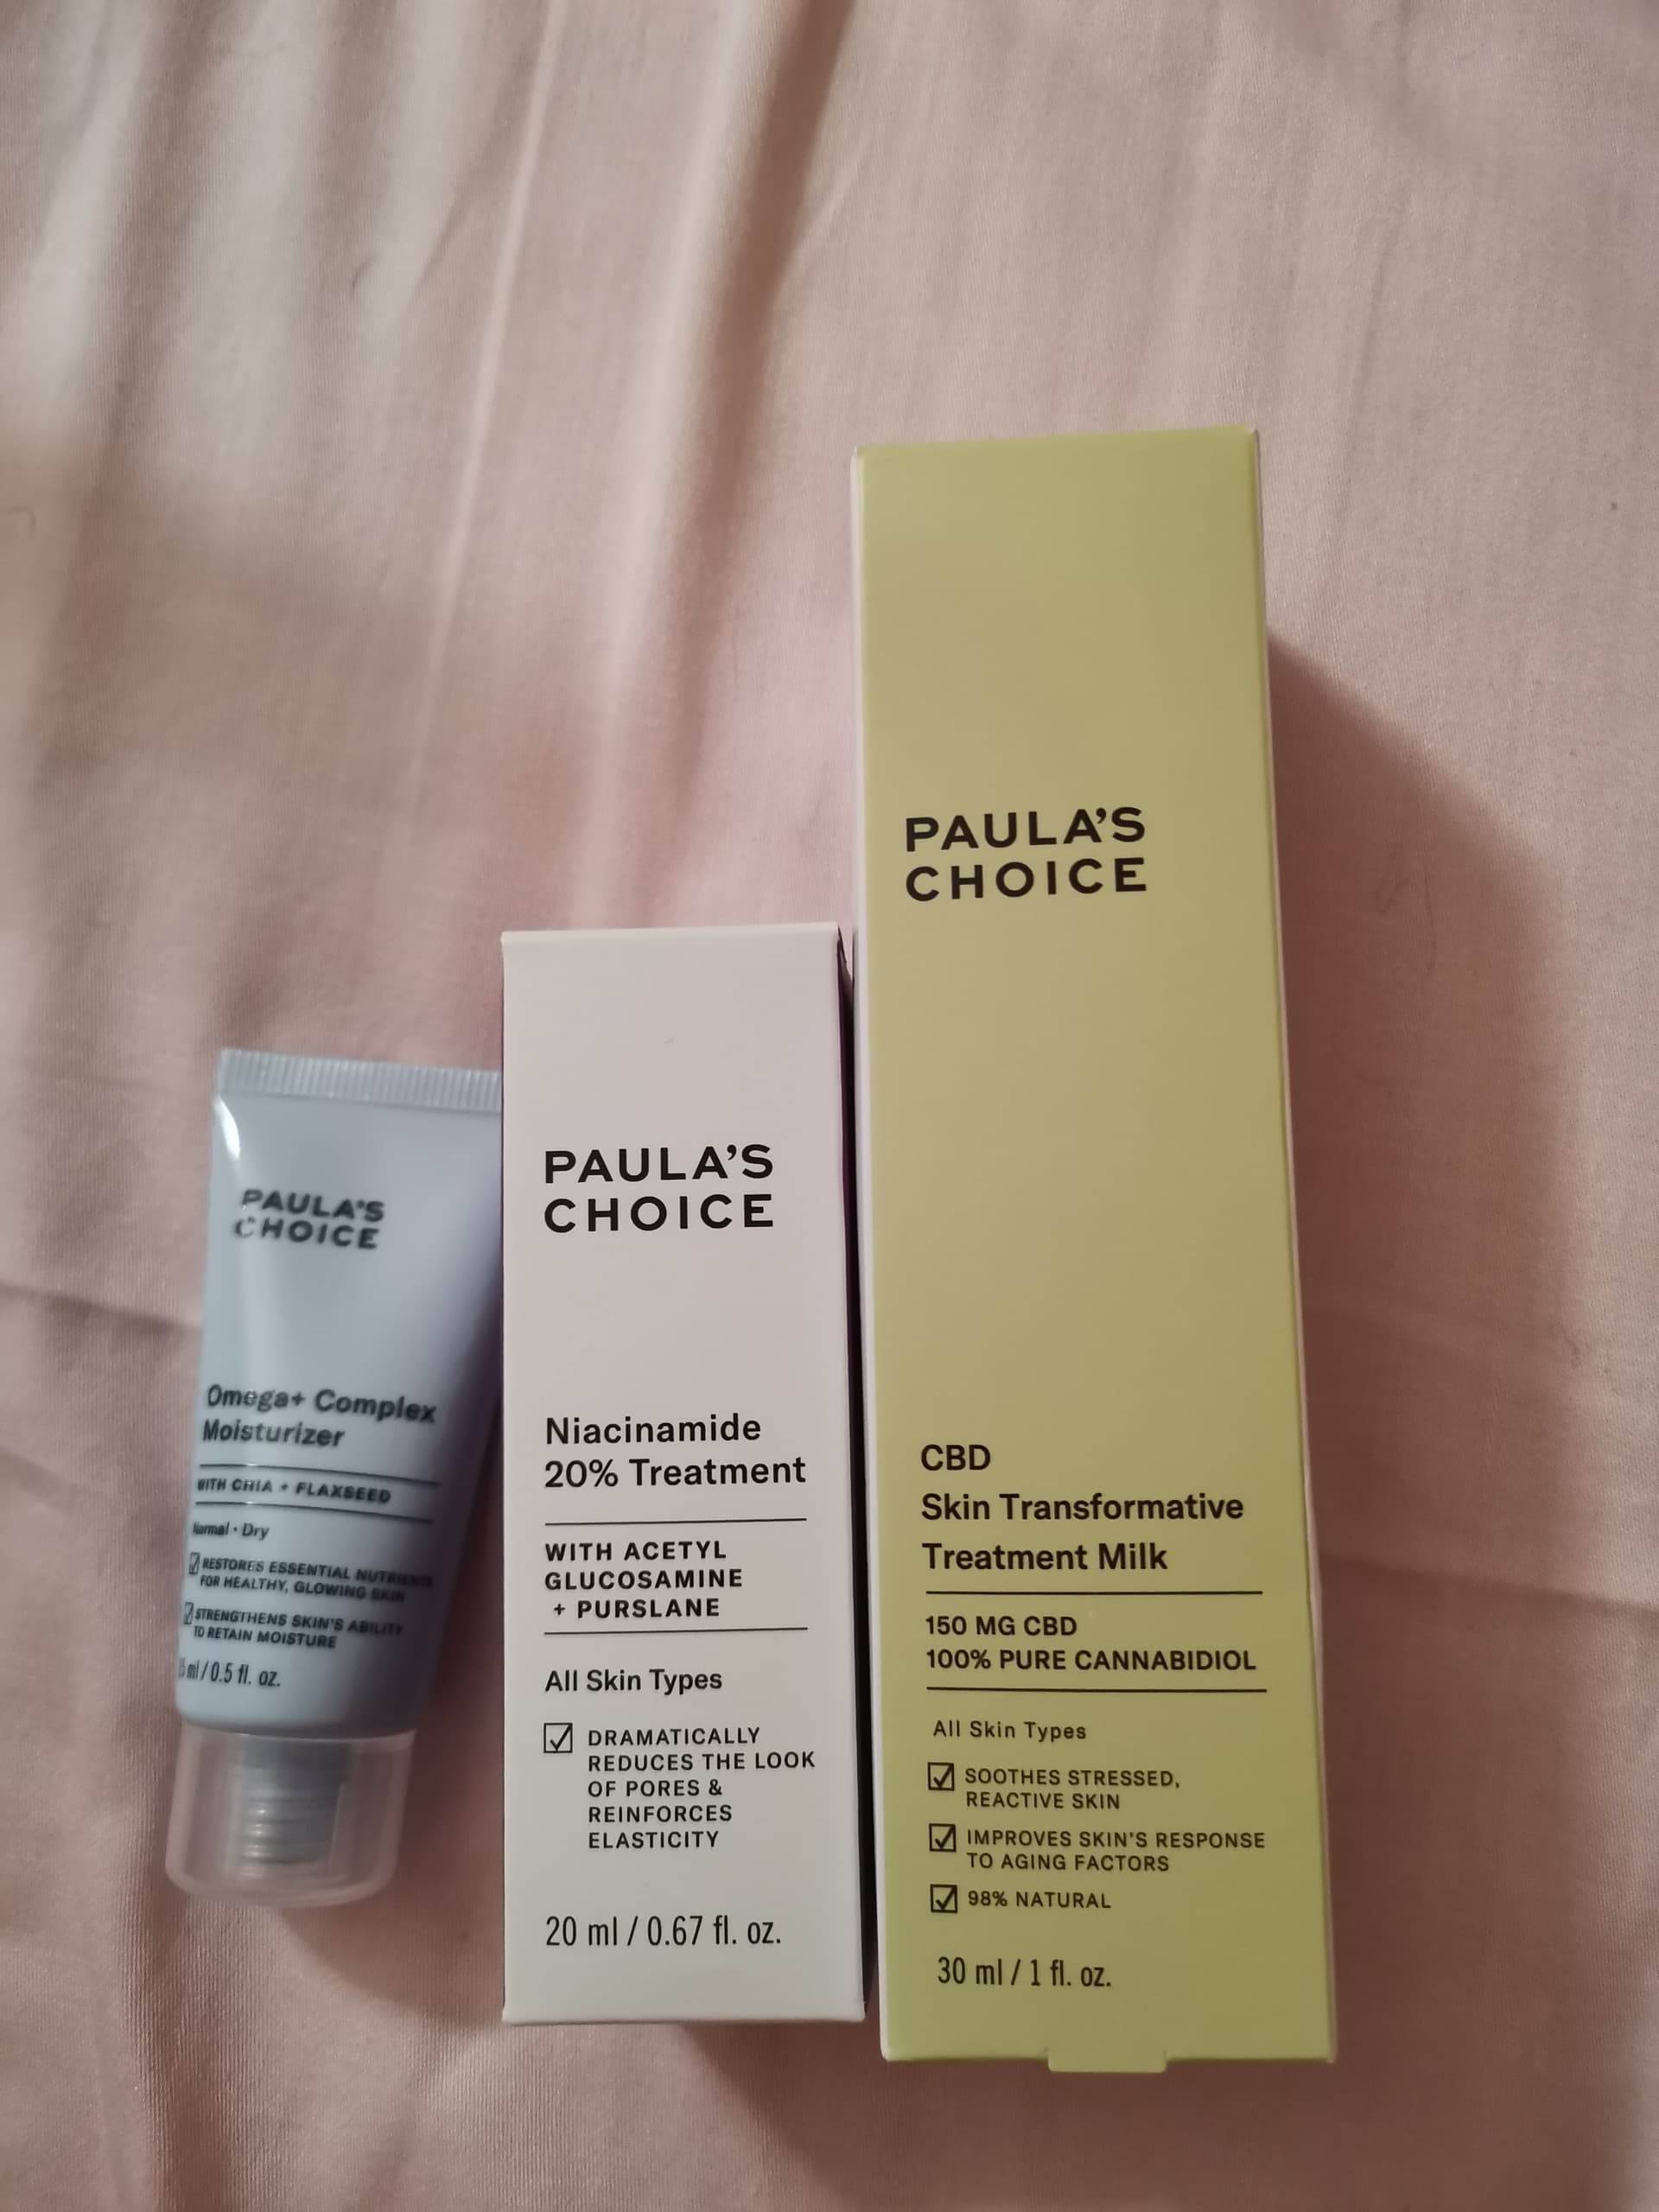 PAULA'S
CHOICE
Omega+ Complex
Moisturizer
WITH CHIA + FLAXSEED
Normal • Dry
RESTORES ESSENTIAL NUTRIENTS
FOR HEALTHY, GLOWING SKIN
STRENGTHENS SKIN'S ABILITY
TO RETAIN MOISTURE
ml / 0.5 fl. oz.
PAULA'S
CHOICE
Niacinamide
20% Treatment
WITH ACETYL
GLUCOSAMINE
+ PURSLANE
All Skin Types
DRAMATICALLY
REDUCES THE LOOK
OF PORES &
REINFORCES
ELASTICITY
20 ml / 0.67 fl. oz.
PAULA'S
CHOICE
CBD
Skin Transformative
Treatment Milk
150 MG CBD
100% PURE CANNABIDIOL
All Skin Types
SOOTHES STRESSED,
REACTIVE SKIN
IMPROVES SKIN'S RESPONSE
TO AGING FACTORS
98% NATURAL
30 ml / 1 fl. oz.